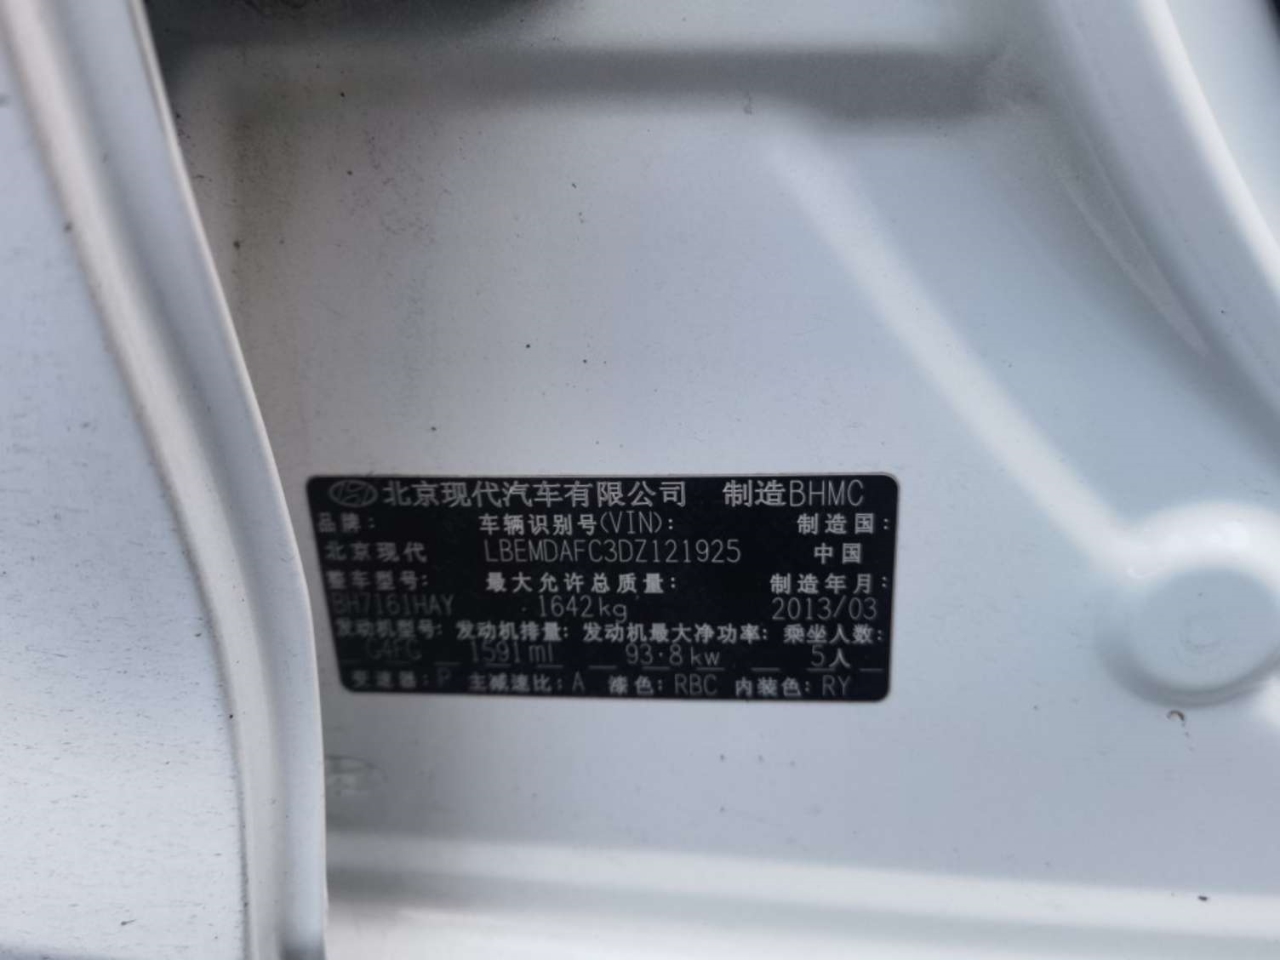 北京现代汽车有限公司 制造BHMC
品牌: 车辆识别号(VIN): 制造国:
北京现代 LBEMDAFC3DZ121925 中国
整车型号: 最大允许总质量: 制造年月:
BH7161HAY 1642kg 2013/03
发动机型号: 发动机排量: 发动机最大净功率: 乘坐人数:
G4FC 1591ml 93.8kw 5人
变速器: P 主减速比: A 漆色: RBC 内装色: RY